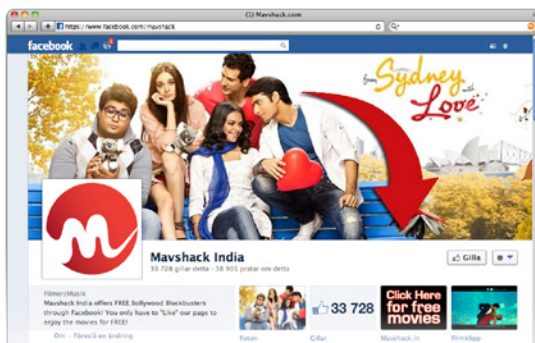 (1) Mavshack.com
https://www.facebook.com/mavshack
facebook
from
Sydney
with
Love
Mavshack India
33 728 gillar detta · 38 501 pratar om detta
Gilla
Filmer/Musik
Mavshack India offers FREE Bollywood Blockbusters
through Facebook! You only have to "Like" our page to
enjoy the movies for FREE!
Om - Föreslå en ändring
33 728
Click Here
for free
movies
Foton
Gillar
Mavshack.in
Filmklipp